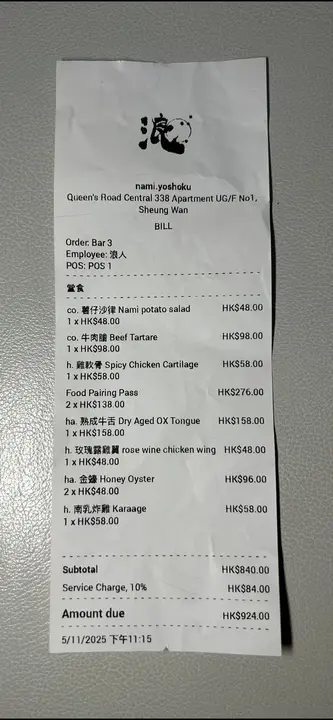 浪
nami.yoshoku
Queen's Road Central 338 Apartment UG/F No1,
Sheung Wan
BILL
Order: Bar 3
Employee: 浪人
POS: POS 1
堂食
co. 薯仔沙律 Nami potato salad HK$48.00
1 x HK$48.00
co. 牛肉膾 Beef Tartare HK$98.00
1 x HK$98.00
h. 雞軟骨 Spicy Chicken Cartilage HK$58.00
1 x HK$58.00
Food Pairing Pass HK$276.00
2 x HK$138.00
ha. 熟成牛舌 Dry Aged OX Tongue HK$158.00
1 x HK$158.00
h. 玫瑰露雞翼 rose wine chicken wing HK$48.00
1 x HK$48.00
ha. 金蠔 Honey Oyster HK$96.00
2 x HK$48.00
h. 南乳炸雞 Karaage HK$58.00
1 x HK$58.00
Subtotal HK$840.00
Service Charge, 10% HK$84.00
Amount due HK$924.00
5/11/2025 下午11:15